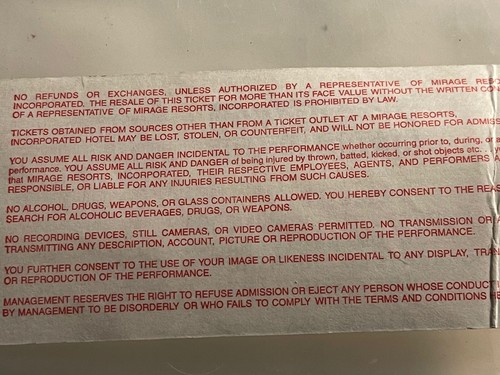 NO REFUNDS OR EXCHANGES, UNLESS AUTHORIZED BY A REPRESENTATIVE OF MIRAGE
INCORPORATED. THE RESALE OF THIS TICKET FOR MORE THAN ITS FACE VALUE WITHOUT THE WRITTEN
OF A REPRESENTATIVE OF MIRAGE RESORTS, INCORPORATED IS PROHIBITED BY LAW.
TICKETS OBTAINED FROM SOURCES OTHER THAN FROM A TICKET OUTLET AT A MIRAGE RESORTS,
INCORPORATED HOTEL MAY BE LOST, STOLEN, OR COUNTERFEIT, AND WILL NOT BE HONORED FOR
YOU ASSUME ALL RISK AND DANGER INCIDENTAL TO THE PERFORMANCE whether occurring prior to, during, or
performance. YOU ASSUME ALL RISK AND DANGER of being injured by thrown, batted, kicked, or shot objects etc..
that MIRAGE RESORTS, INCORPORATED, THEIR RESPECTIVE EMPLOYEES, AGENTS, AND PERFORMERS
RESPONSIBLE, OR LIABLE FOR ANY INJURIES RESULTING FROM SUCH CAUSES.
NO ALCOHOL, DRUGS, WEAPONS, OR GLASS CONTAINERS ALLOWED. YOU HEREBY CONSENT TO THE
SEARCH FOR ALCOHOLIC BEVERAGES, DRUGS, OR WEAPONS.
NO RECORDING DEVICES, STILL CAMERAS, OR VIDEO CAMERAS PERMITTED. NO TRANSMISSION OR
TRANSMITTING ANY DESCRIPTION, ACCOUNT, PICTURE OR REPRODUCTION OF THE PERFORMANCE.
YOU FURTHER CONSENT TO THE USE OF YOUR IMAGE OR LIKENESS INCIDENTAL TO ANY DISPLAY,
OR REPRODUCTION OF THE PERFORMANCE.
MANAGEMENT RESERVES THE RIGHT TO REFUSE ADMISSION OR EJECT ANY PERSON WHOSE CONDUCT
BY MANAGEMENT TO BE DISORDERLY OR WHO FAILS TO COMPLY WITH THE TERMS AND CONDITIONS